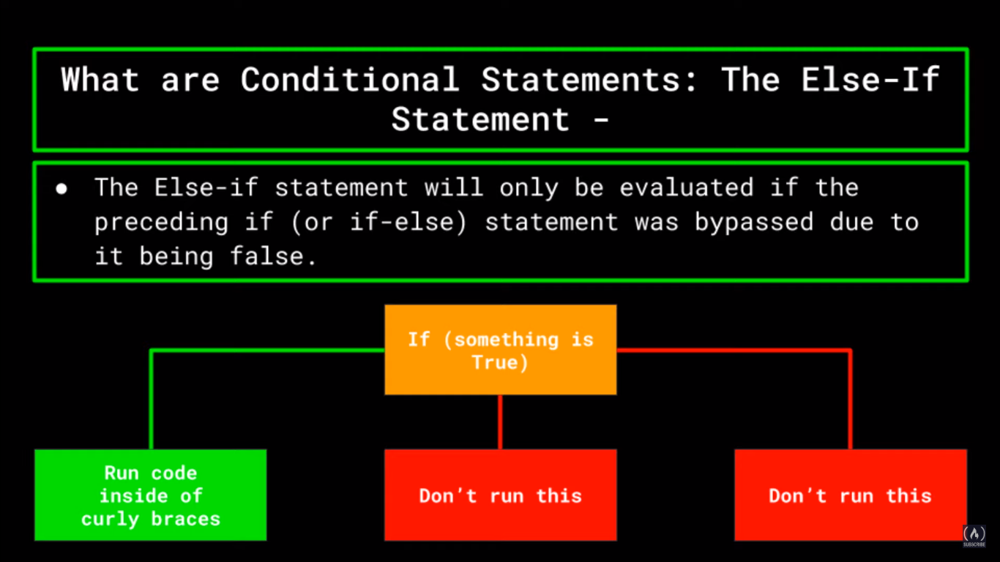 What are Conditional Statements: The Else-If
Statement -
● The Else-if statement will only be evaluated if the
preceding if (or if-else) statement was bypassed due to
it being false.
If (something is
True)
Run code
inside of
curly braces
Don’t run this
Don’t run this
SUBSCRIBE